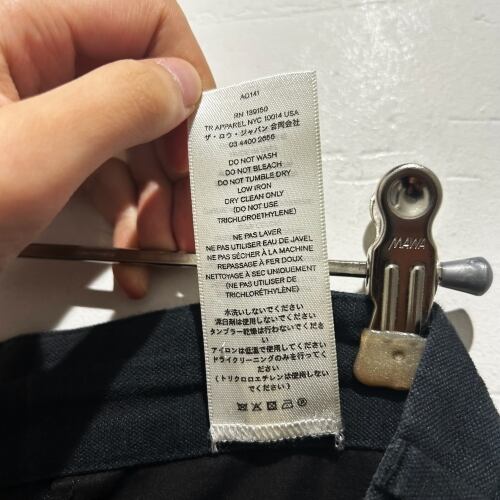 AO141
RN 139150
TR APPAREL NYC 10014 USA
ザ・ロウ・ジャパン 合同会社
03 4400 2656
DO NOT WASH
DO NOT BLEACH
DO NOT TUMBLE DRY
LOW IRON
DRY CLEAN ONLY
(DO NOT USE
TRICHLOROETHYLENE)
NE PAS LAVER
NE PAS UTILISER EAU DE JAVEL
NE PAS SÉCHER À LA MACHINE
REPASSAGE À FER DOUX
NETTOYAGE À SEC UNIQUEMENT
(NE PAS UTILISER DE
TRICHLORÉTHYLÈNE)
水洗いしないでください
漂白剤は使用しないでください
タンブラー乾燥は行わないでくださ
い
アイロンは低温で使用してください
ドライクリーニングのみを行ってく
ださい
(トリクロロエチレンは使用しない
でください)
MAWA